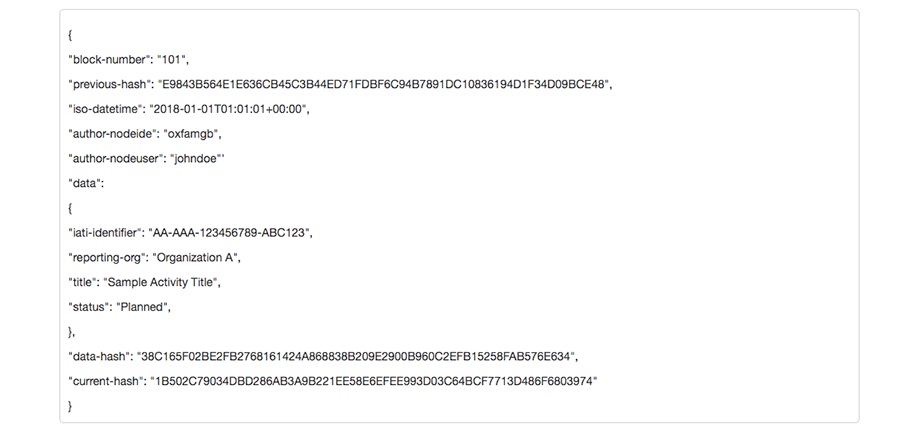 {
"block-number": "101",
"previous-hash": "E9843B564E1E636CB45C3B44ED71FDBF6C94B7891DC10836194D1F34D09BCE48",
"iso-datetime": "2018-01-01T01:01:01+00:00",
"author-nodeide": "oxfamgb",
"author-nodeuser": "johndoe"'
"data":
{
"iati-identifier": "AA-AAA-123456789-ABC123",
"reporting-org": "Organization A",
"title": "Sample Activity Title",
"status": "Planned",
},
"data-hash": "38C165F02BE2FB2768161424A868838B209E2900B960C2EFB15258FAB576E634",
"current-hash": "1B502C79034DBD286AB3A9B221EE58E6EFEE993D03C64BCF7713D486F6803974"
}